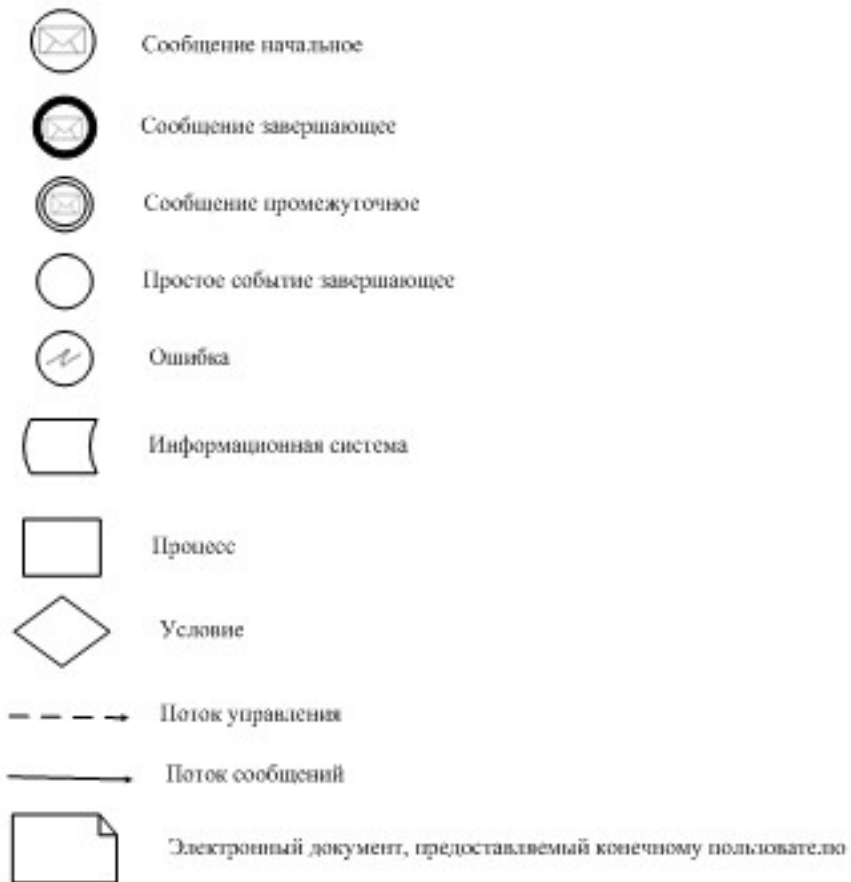 Сообщение начальное
Сообщение завершающее
Сообщение промежуточное
Простое событие завершающее
Ошибка
Информационная система
Процесс
Условие
Поток управления
Поток сообщений
Электронный документ, предоставляемый конечному пользователю